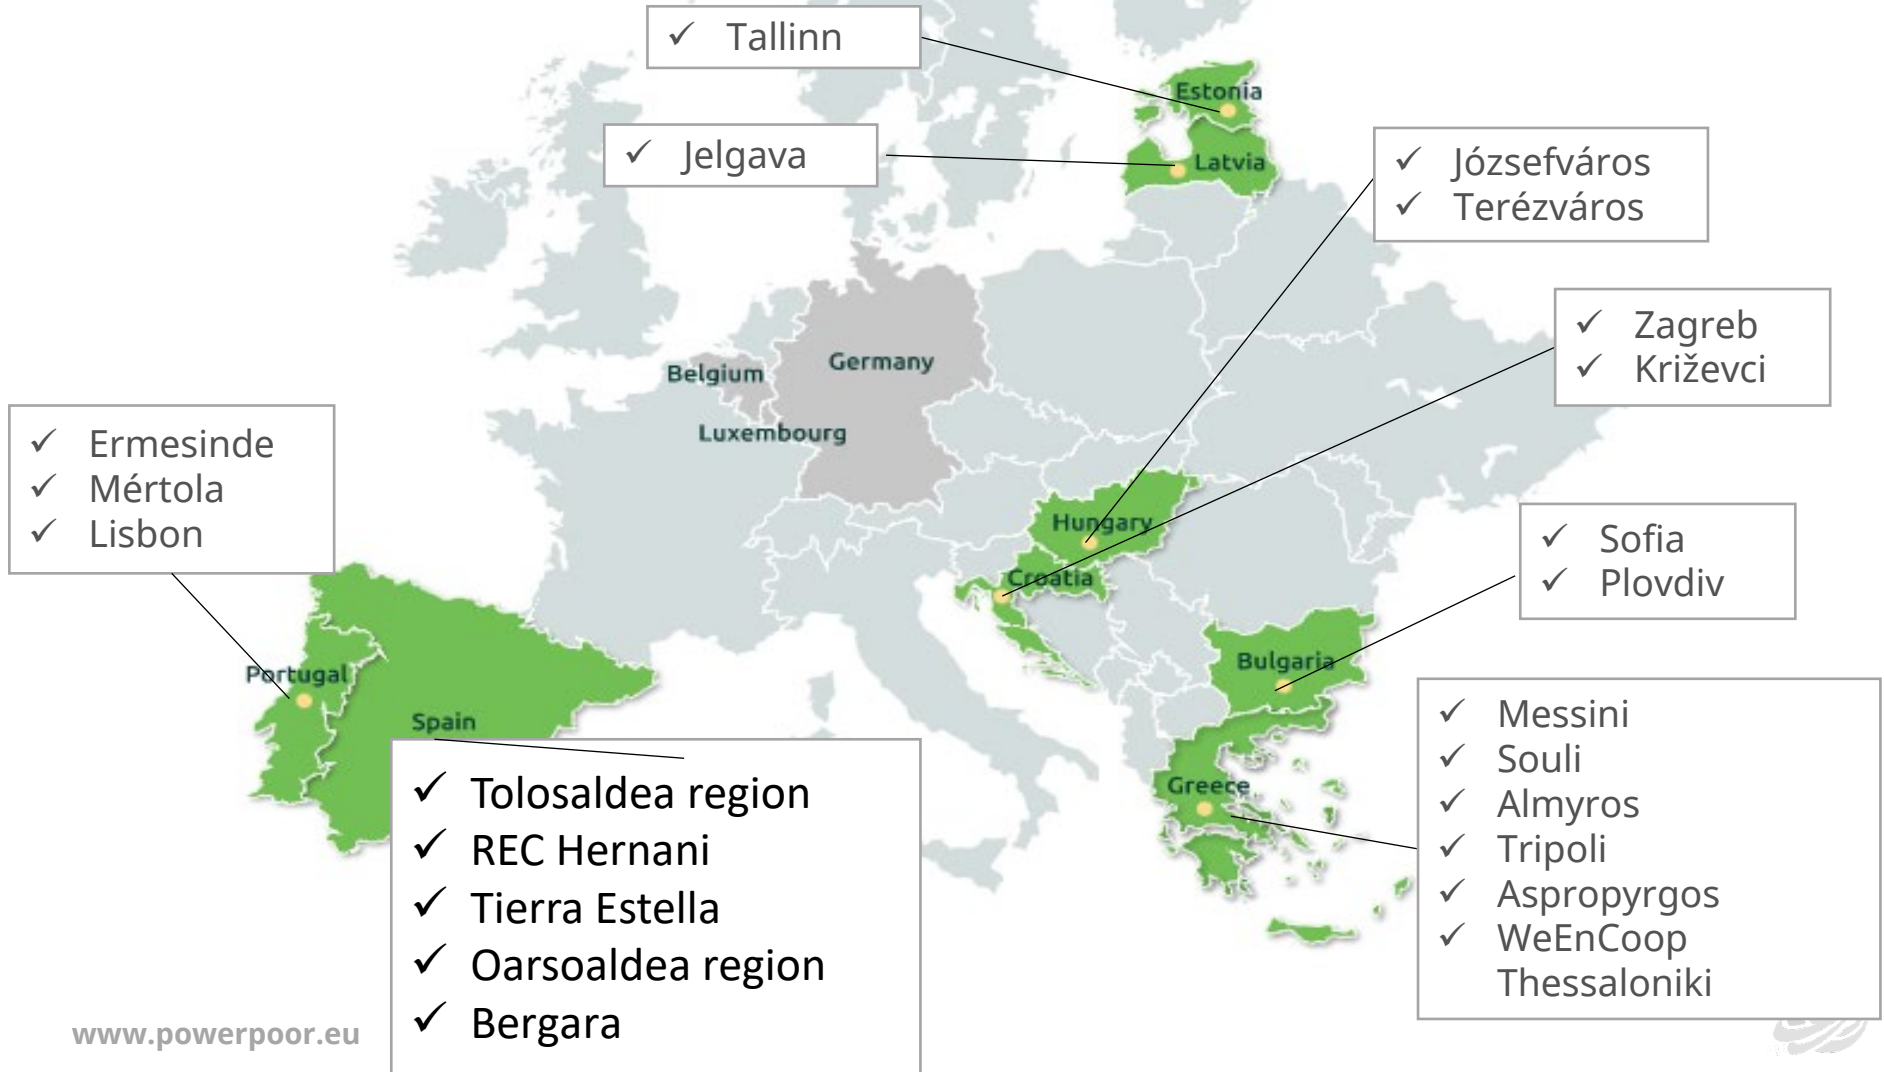 ✓ Tallinn
Estonia
✓ Jelgava
Latvia
✓ Józsefváros
✓ Terézváros
✓ Zagreb
✓ Križevci
Germany
Belgium
Luxembourg
✓ Ermesinde
✓ Mértola
✓ Lisbon
Hungary
Croatia
✓ Sofia
✓ Plovdiv
Bulgaria
Portugal
Spain
✓ Tolosaldea region
✓ REC Hernani
✓ Tierra Estella
✓ Oarsoaldea region
✓ Bergara
Greece
✓ Messini
✓ Souli
✓ Almyros
✓ Tripoli
✓ Aspropyrgos
✓ WeEnCoop
Thessaloniki
www.powerpoor.eu